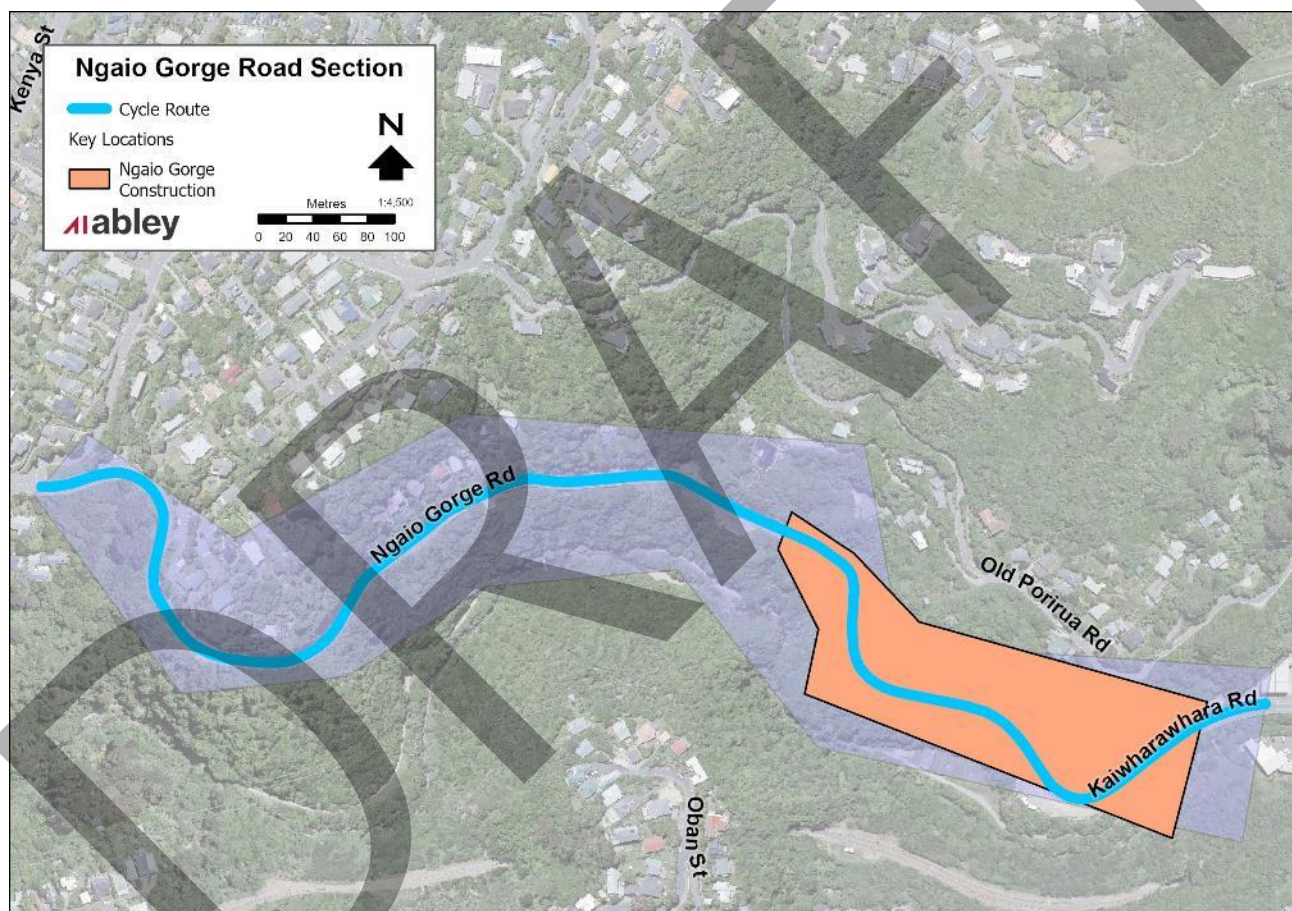 Kenya St
Ngaio Gorge Road Section
Cycle Route
Key Locations
Ngaio Gorge
Construction
N
Metres 1:4,500
0 20 40 60 80 100
abley
Ngaio Gorge Rd
Old Porirua Rd
Kaiwharawhara Rd
Oban St
DRAFT